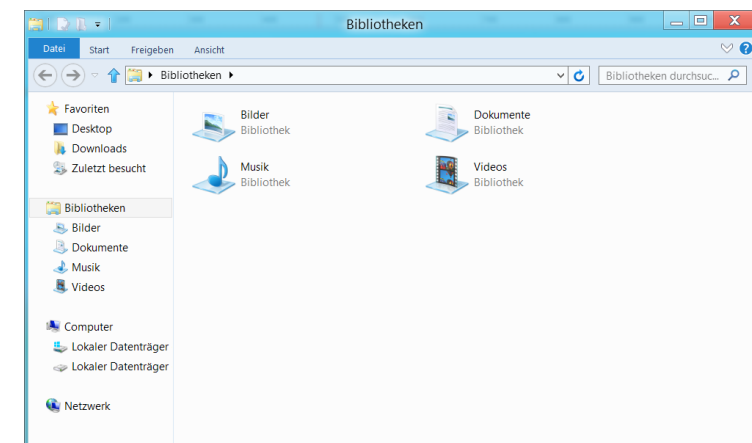 Bibliotheken
Datei Start Freigeben Ansicht
Bibliotheken
Bibliotheken durchsuc...
Favoriten
Desktop
Downloads
Zuletzt besucht
Bibliotheken
Bilder
Dokumente
Musik
Videos
Computer
Lokaler Datenträger
Lokaler Datenträger
Netzwerk
Bilder
Bibliothek
Dokumente
Bibliothek
Musik
Bibliothek
Videos
Bibliothek